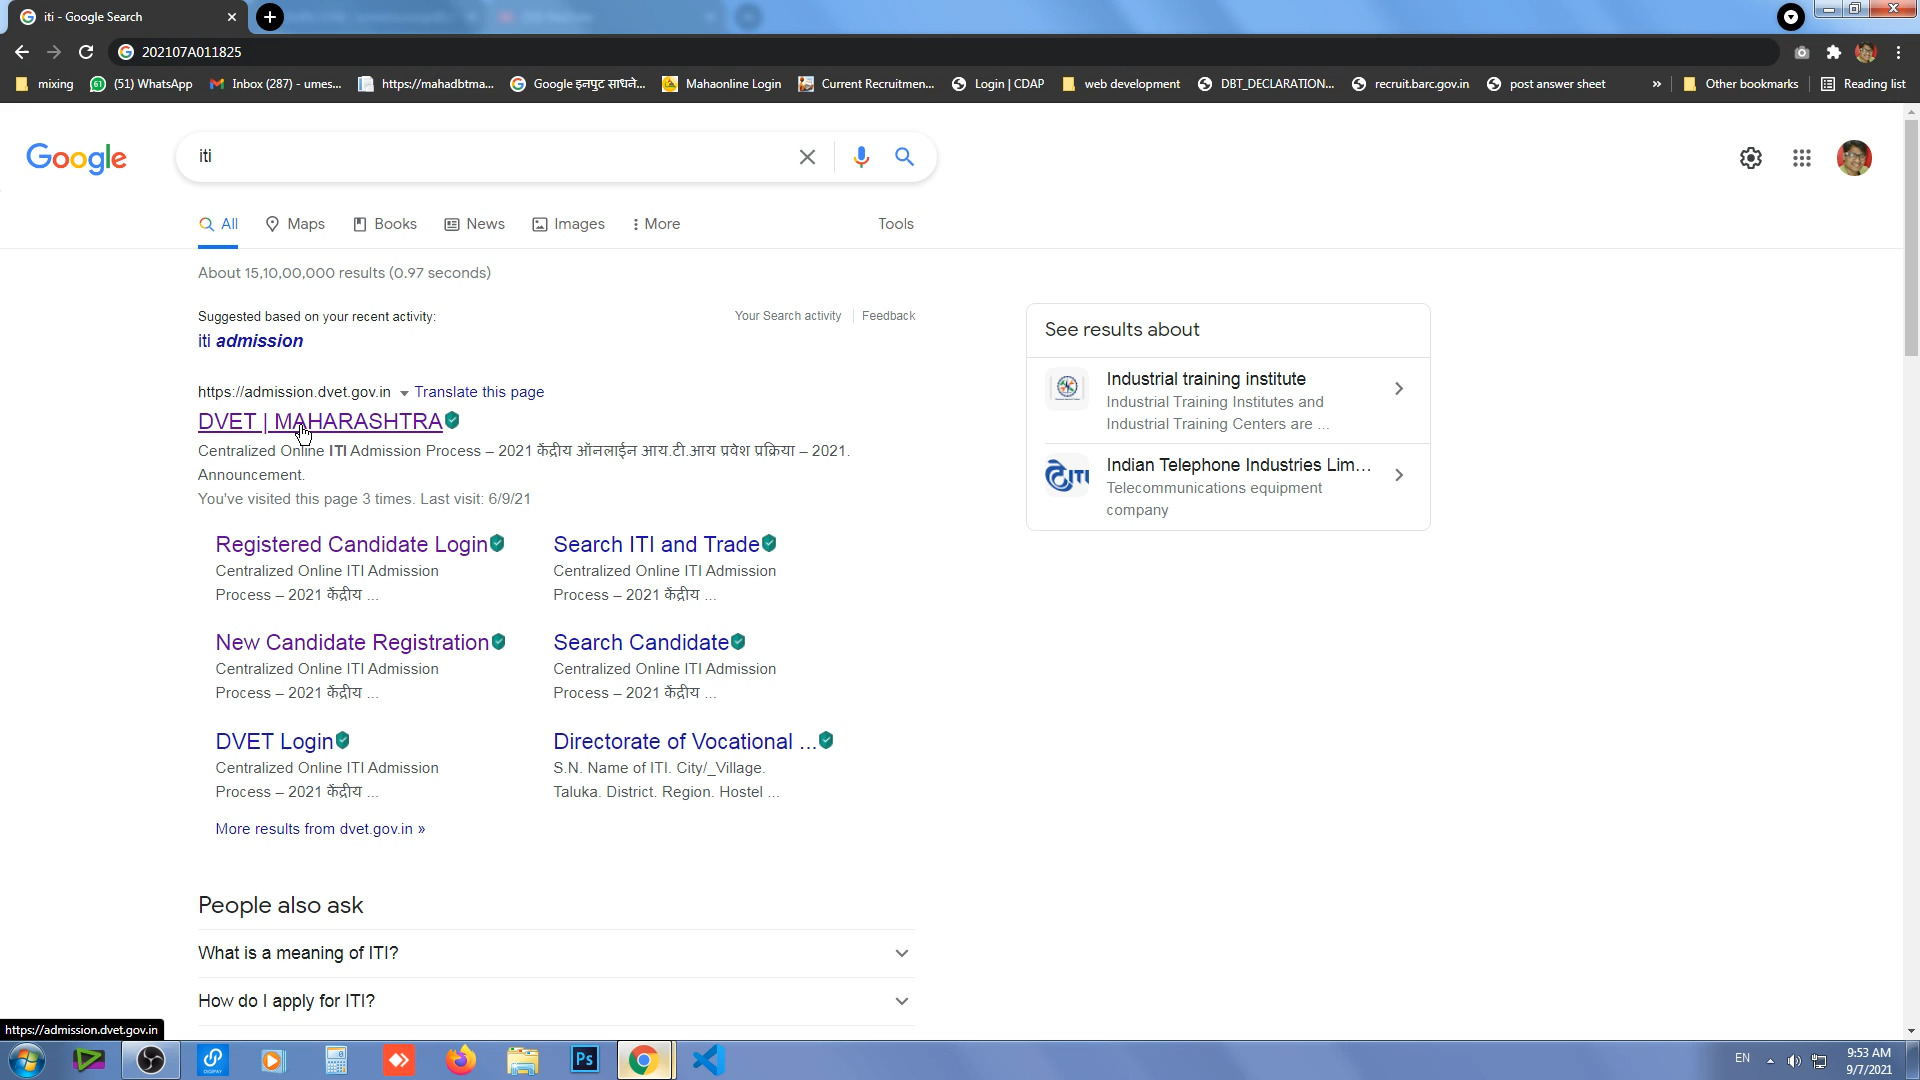 iti - Google Search
202107A011825
mixing
(51) WhatsApp
Inbox (287) - umes...
https://mahadbtma...
Google इनपुट साधने...
Mahaonline Login
Current Recruitmen...
Login | CDAP
web development
DBT_DECLARATION...
recruit.barc.gov.in
post answer sheet
»
Other bookmarks
Reading list
Google
iti
All
Maps
Books
News
Images
More
Tools
About 15,10,00,000 results (0.97 seconds)
Suggested based on your recent activity:
Your Search activity
Feedback
iti admission
https://admission.dvet.gov.in
Translate this page
DVET | MAHARASHTRA
Centralized Online ITI Admission Process – 2021 केंद्रीय ऑनलाईन आय.टी.आय प्रवेश प्रक्रिया – 2021.
Announcement.
You've visited this page 3 times. Last visit: 6/9/21
Registered Candidate Login
Centralized Online ITI Admission
Process – 2021 केंद्रीय ...
Search ITI and Trade
Centralized Online ITI Admission
Process – 2021 केंद्रीय ...
New Candidate Registration
Centralized Online ITI Admission
Process – 2021 केंद्रीय ...
Search Candidate
Centralized Online ITI Admission
Process – 2021 केंद्रीय ...
DVET Login
Centralized Online ITI Admission
Process – 2021 केंद्रीय ...
Directorate of Vocational ...
S.N. Name of ITI. City/_Village.
Taluka. District. Region. Hostel ...
More results from dvet.gov.in »
See results about
Industrial training institute
Industrial Training Institutes and
Industrial Training Centers are ...
ITI
Indian Telephone Industries Lim...
Telecommunications equipment
company
People also ask
What is a meaning of ITI?
How do I apply for ITI?
https://admission.dvet.gov.in
DIGIPAY
Ps
EN
9:53 AM
9/7/2021